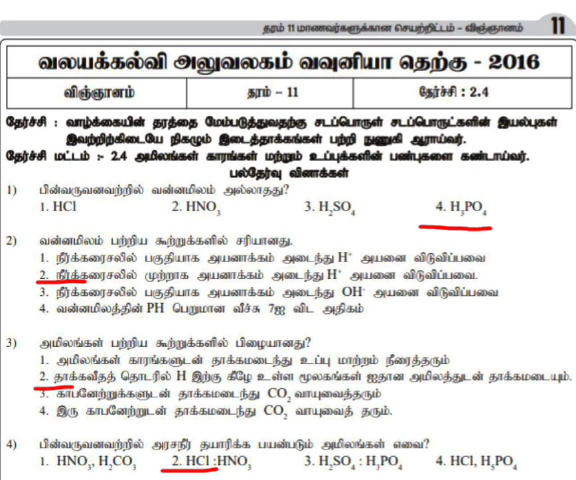 தரம் 11 மாணவர்களுக்கான செயற்றிட்டம் – விஞ்ஞானம் 11
வலயக்கல்வி அலுவலகம் வவுனியா தெற்கு - 2016
விஞ்ஞானம் தரம் – 11 தேர்ச்சி : 2.4
தேர்ச்சி : வாழ்க்கையின் தரத்தை மேம்படுத்துவதற்கு சடப்பொருள் சடப்பொருட்களின் இயல்புகள்
இவற்றிற்கிடையே நிகழும் இடைத்தாக்கங்கள் பற்றி நுணுகி ஆராய்வர்.
தேர்ச்சி மட்டம் :- 2.4 அமிலங்கள் காரங்கள் மற்றும் உப்புக்களின் பண்புகளை கண்டாய்வர்.
பல்தேர்வு வினாக்கள்
1) பின்வருவனவற்றில் வன்னமிலம் அல்லாதது?
1. HCl 2. HNO₃ 3. H₂SO₄ 4. H₃PO₄
2) வன்னமிலம் பற்றிய கூற்றுக்களில் சரியானது.
1. நீர்க்கரைசலில் பகுதியாக அயனாக்கம் அடைந்து H⁺ அயனை விடுவிப்பவை
2. நீர்க்கரைசலில் முற்றாக அயனாக்கம் அடைந்து H⁺ அயனை விடுவிப்பவை.
3. நீர்க்கரைசலில் பகுதியாக அயனாக்கம் அடைந்து OH⁻ அயனை விடுவிப்பவை
4. வன்னமிலத்தின் PH பெறுமான வீச்சு 7ஐ விட அதிகம்
3) அமிலங்கள் பற்றிய கூற்றுக்களில் பிழையானது?
1. அமிலங்கள் காரங்களுடன் தாக்கமடைந்து உப்பு மாற்றம் நீரைத்தரும்
2. தாக்கவீதத் தொடரில் H இற்கு கீழே உள்ள மூலகங்கள் ஐதான அமிலத்துடன் தாக்கமடையும்.
3. காபனேற்றுக்களுடன் தாக்கமடைந்து CO₂ வாயுவைத்தரும்
4. இரு காபனேற்றுடன் தாக்கமடைந்து CO₂ வாயுவைத் தரும்.
4) பின்வருவனவற்றில் அரசநீர் தயாரிக்க பயன்படும் அமிலங்கள் எவை?
1. HNO₃, H₂CO₃ 2. HCl :HNO₃ 3. H₂SO₄ : H₃PO₄ 4. HCl, H₃PO₄